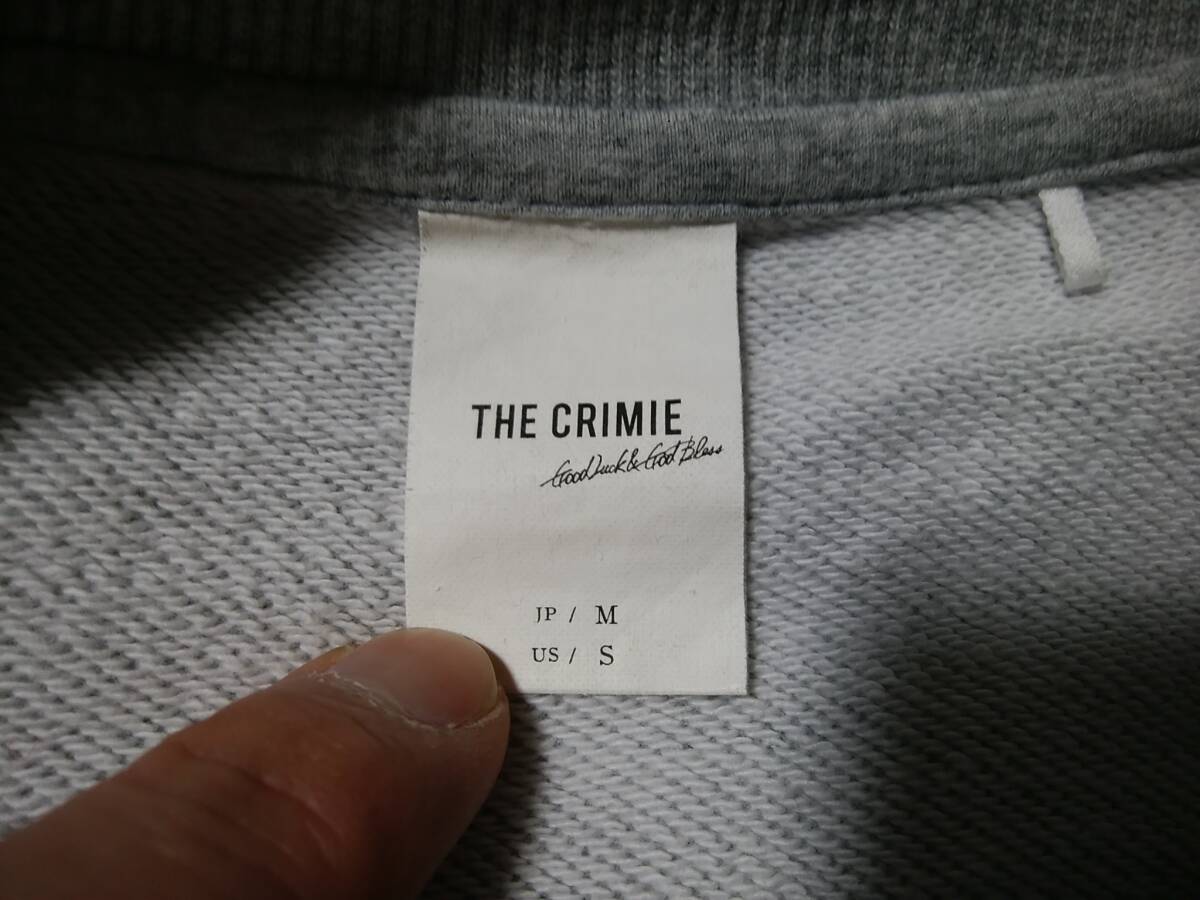 THE CRIMIE
Good Luck & God Bless
JP / M
US / S